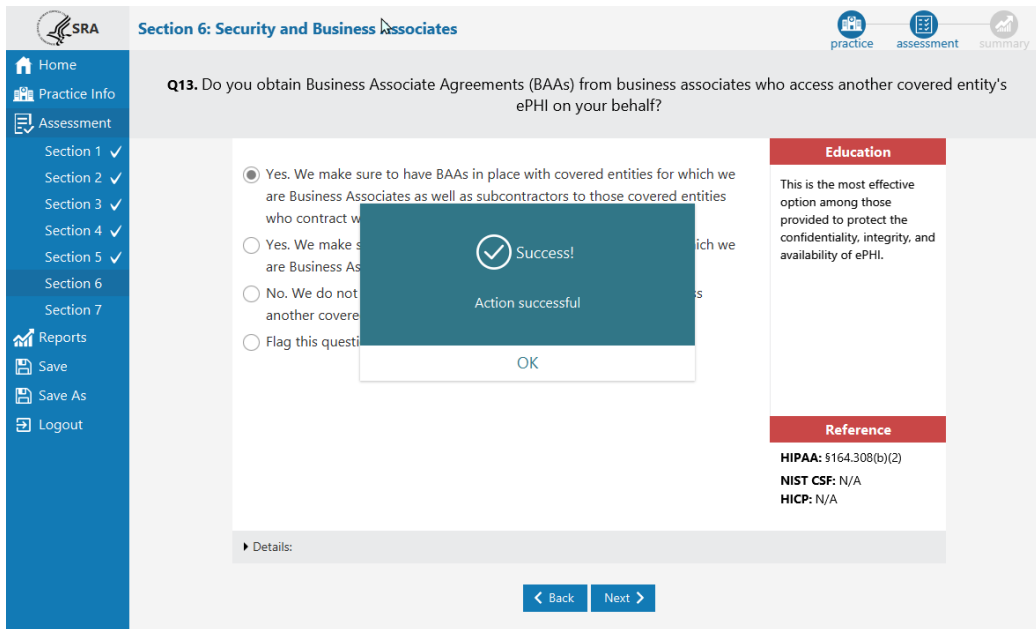 SRA
Section 6: Security and Business Associates
practice
assessment
summary
Home
Practice Info
Assessment
Section 1
Section 2
Section 3
Section 4
Section 5
Section 6
Section 7
Reports
Save
Save As
Logout
Q13. Do you obtain Business Associate Agreements (BAAs) from business associates who access another covered entity's
ePHI on your behalf?
Yes. We make sure to have BAAs in place with covered entities for which we
are Business Associates as well as subcontractors to those covered entities
who contract
Yes. We make ich we
are Business As
No. We do not
another covere
Flag this questi
Success!
Action successful
OK
Education
This is the most effective
option among those
provided to protect the
confidentiality, integrity, and
availability of ePHI.
Reference
HIPAA: §164.308(b)(2)
NIST CSF: N/A
HICP: N/A
Details:
Back
Next